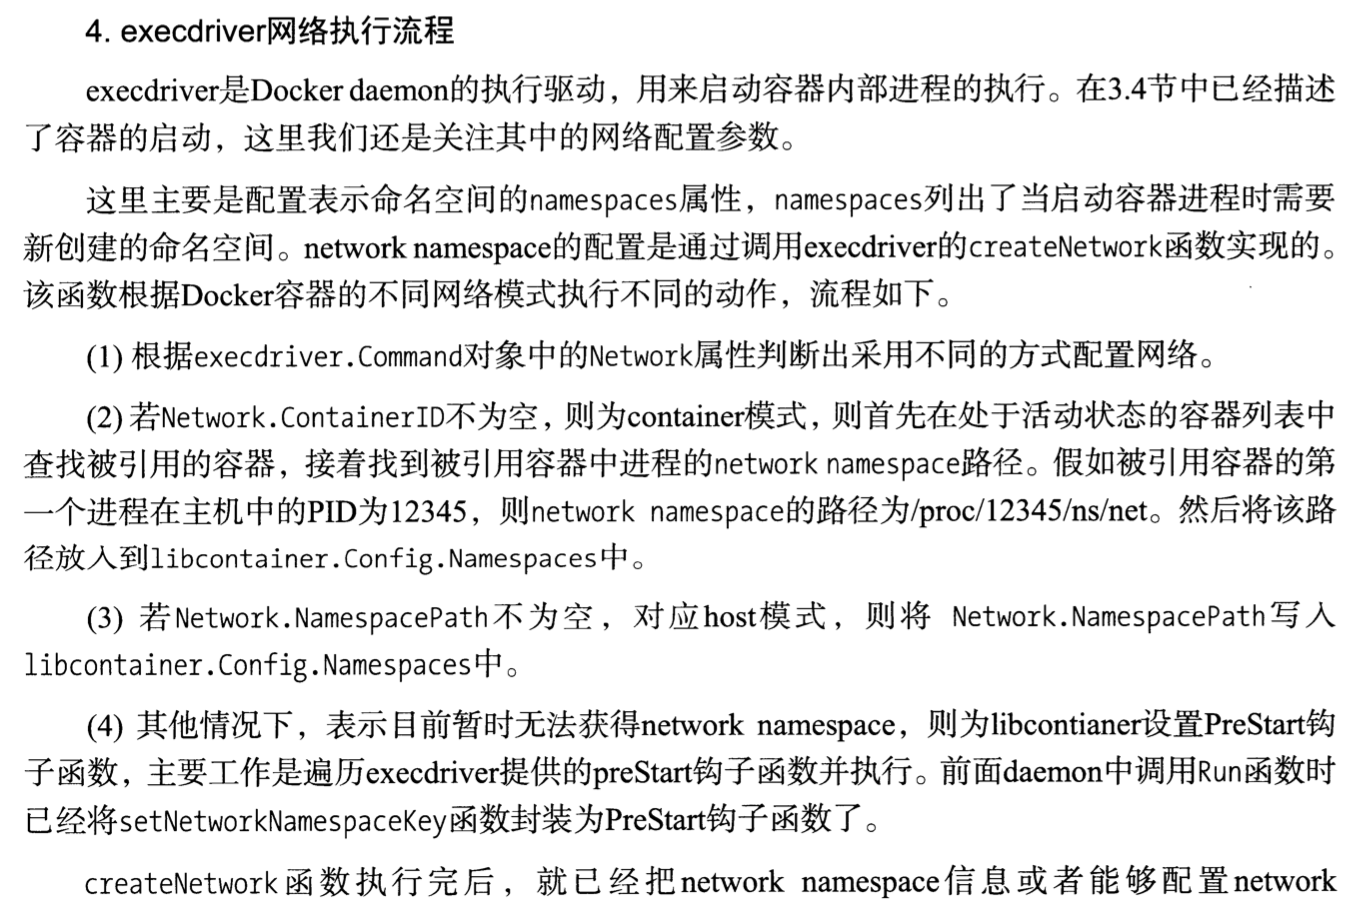 4. execdriver网络执行流程
execdriver是Docker daemon的执行驱动，用来启动容器内部进程的执行。在3.4节中已经描述
了容器的启动，这里我们还是关注其中的网络配置参数。
这里主要是配置表示命名空间的namespaces属性，namespaces列出了当启动容器进程时需要
新创建的命名空间。network namespace的配置是通过调用execdriver的createNetwork函数实现的。
该函数根据Docker容器的不同网络模式执行不同的动作，流程如下。
(1) 根据execdriver.Command对象中的Network属性判断出采用不同的方式配置网络。
(2) 若Network.ContainerID不为空，则为container模式，则首先在处于活动状态的容器列表中
查找被引用的容器，接着找到被引用容器中进程的network namespace路径。假如被引用容器的第
一个进程在主机中的PID为12345，则network namespace的路径为/proc/12345/ns/net。然后将该路
径放入到libcontainer.Config.Namespaces中。
(3) 若Network.NamespacePath不为空，对应host模式，则将 Network.NamespacePath写入
libcontainer.Config.Namespaces中。
(4) 其他情况下，表示目前暂时无法获得network namespace，则为libcontianer设置PreStart钩
子函数，主要工作是遍历execdriver提供的preStart钩子函数并执行。前面daemon中调用Run函数时
已经将setNetworkNamespaceKey函数封装为PreStart钩子函数了。
createNetwork函数执行完后，就已经把network namespace信息或者能够配置network